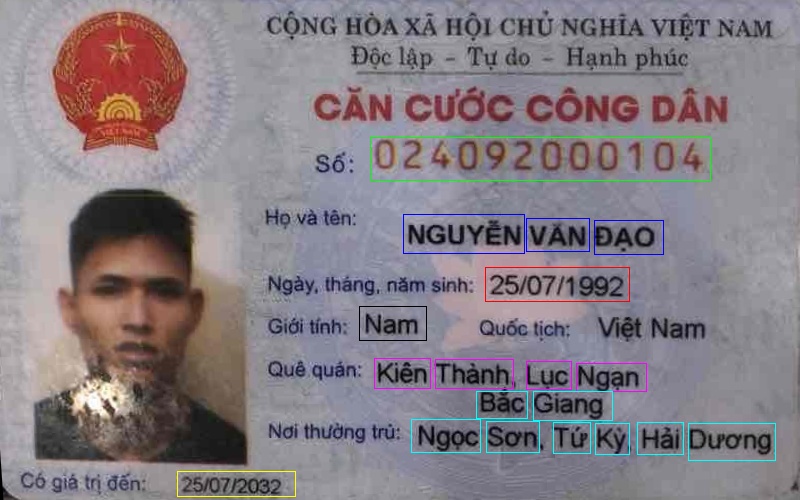 CỘNG HÒA XÃ HỘI CHỦ NGHĨA VIỆT NAM
Độc lập - Tự do - Hạnh phúc
CĂN CƯỚC CÔNG DÂN
Số: 024092000104
Họ và tên: NGUYỄN VĂN ĐẠO
Ngày, tháng, năm sinh: 25/07/1992
Giới tính: Nam Quốc tịch: Việt Nam
Quê quán: Kiên Thành, Lục Ngạn
Bắc Giang
Nơi thường trú: Ngọc Sơn, Tứ Kỳ, Hải Dương
Có giá trị đến: 25/07/2032